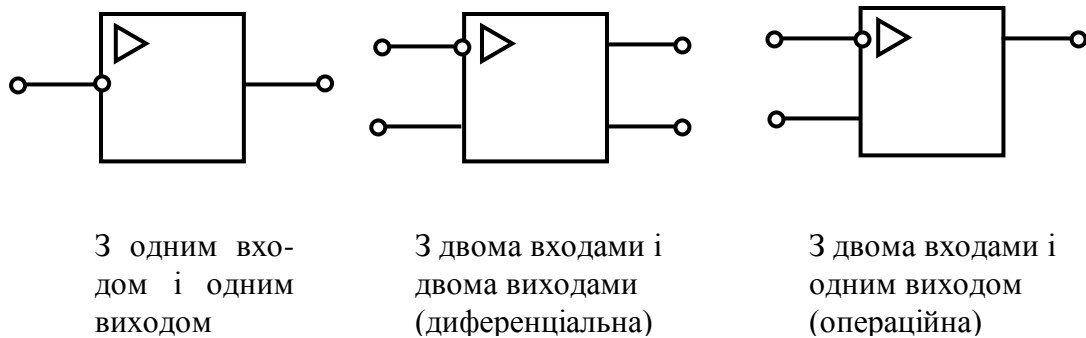 З одним вхо-
дом і одним
виходом
З двома входами і
двома виходами
(диференціальна)
З двома входами і
одним виходом
(операційна)